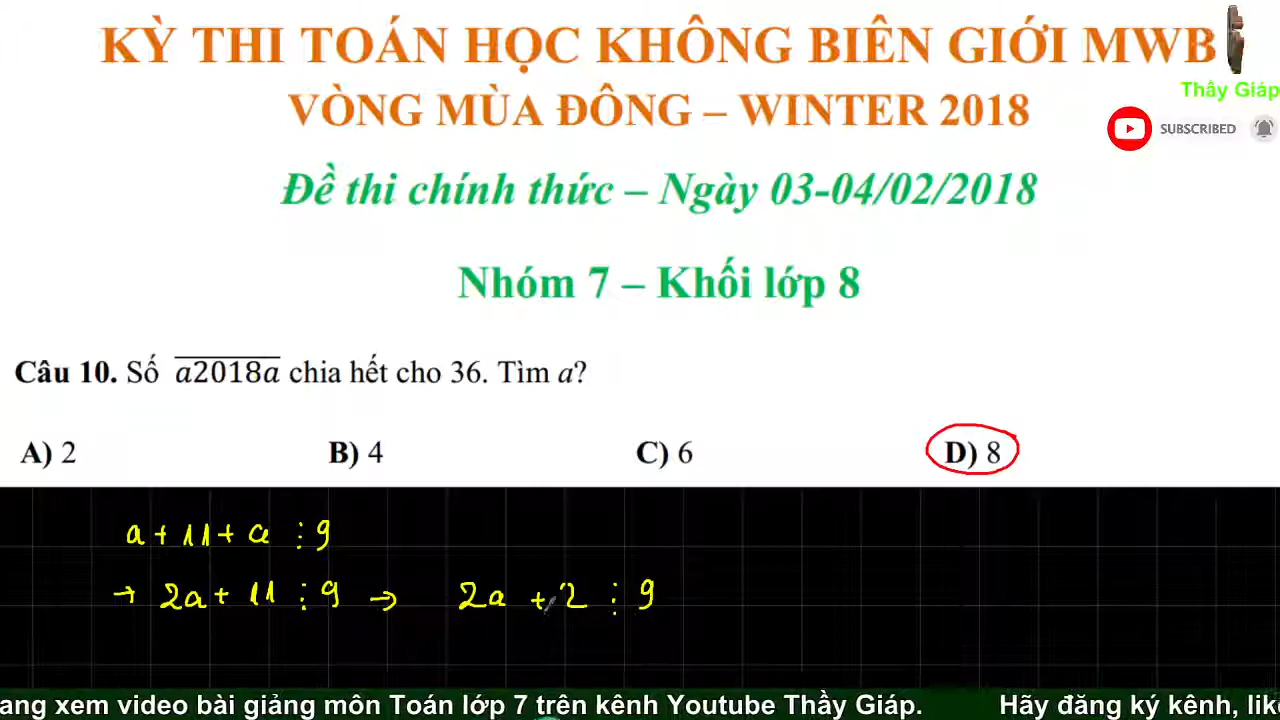 KỲ THI TOÁN HỌC KHÔNG BIÊN GIỚI MWB
Thầy Giáp
VÒNG MÙA ĐÔNG – WINTER 2018
SUBSCRIBED
Đề thi chính thức – Ngày 03-04/02/2018
Nhóm 7 – Khối lớp 8
Câu 10. Số a2018a chia hết cho 36. Tìm a?
A) 2 B) 4 C) 6 D) 8
a + 11 + a ⋮ 9
→ 2a + 11 ⋮ 9 → 2a + 2 ⋮ 9
ang xem video bài giảng môn Toán lớp 7 trên kênh Youtube Thầy Giáp. Hãy đăng ký kênh, lik